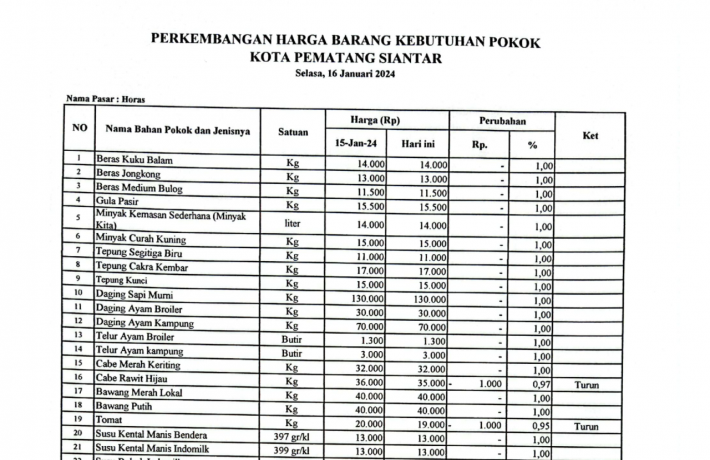 PERKEMBANGAN HARGA BARANG KEBUTUHAN POKOK
KOTA PEMATANG SIANTAR
Selasa, 16 Januari 2024
Nama Pasar : Horas
NO Nama Bahan Pokok dan Jenisnya Satuan Harga (Rp) Perubahan Ket
15-Jan-24 Hari ini Rp. %
1 Beras Kuku Balam Kg 14.000 14.000 - 1,00
2 Beras Jongkong Kg 13.000 13.000 - 1,00
3 Beras Medium Bulog Kg 11.500 11.500 - 1,00
4 Gula Pasir Kg 15.500 15.500 - 1,00
5 Minyak Kemasan Sederhana (Minyak Kita) liter 14.000 14.000 - 1,00
6 Minyak Curah Kuning Kg 15.000 15.000 - 1,00
7 Tepung Segitiga Biru Kg 11.000 11.000 - 1,00
8 Tepung Cakra Kembar Kg 17.000 17.000 - 1,00
9 Tepung Kunci Kg 15.000 15.000 - 1,00
10 Daging Sapi Murni Kg 130.000 130.000 - 1,00
11 Daging Ayam Broiler Kg 30.000 30.000 - 1,00
12 Daging Ayam Kampung Kg 70.000 70.000 - 1,00
13 Telur Ayam Broiler Butir 1.300 1.300 - 1,00
14 Telur Ayam kampung Butir 3.000 3.000 - 1,00
15 Cabe Merah Keriting Kg 32.000 32.000 - 1,00
16 Cabe Rawit Hijau Kg 36.000 35.000 - 1.000 0,97 Turun
17 Bawang Merah Lokal Kg 40.000 40.000 - 1,00
18 Bawang Putih Kg 40.000 40.000 - 1,00
19 Tomat Kg 20.000 19.000 - 1.000 0,95 Turun
20 Susu Kental Manis Bendera 397 gr/kl 13.000 13.000 - 1,00
21 Susu Kental Manis Indomilk 399 gr/kl 13.000 13.000 - 1,00